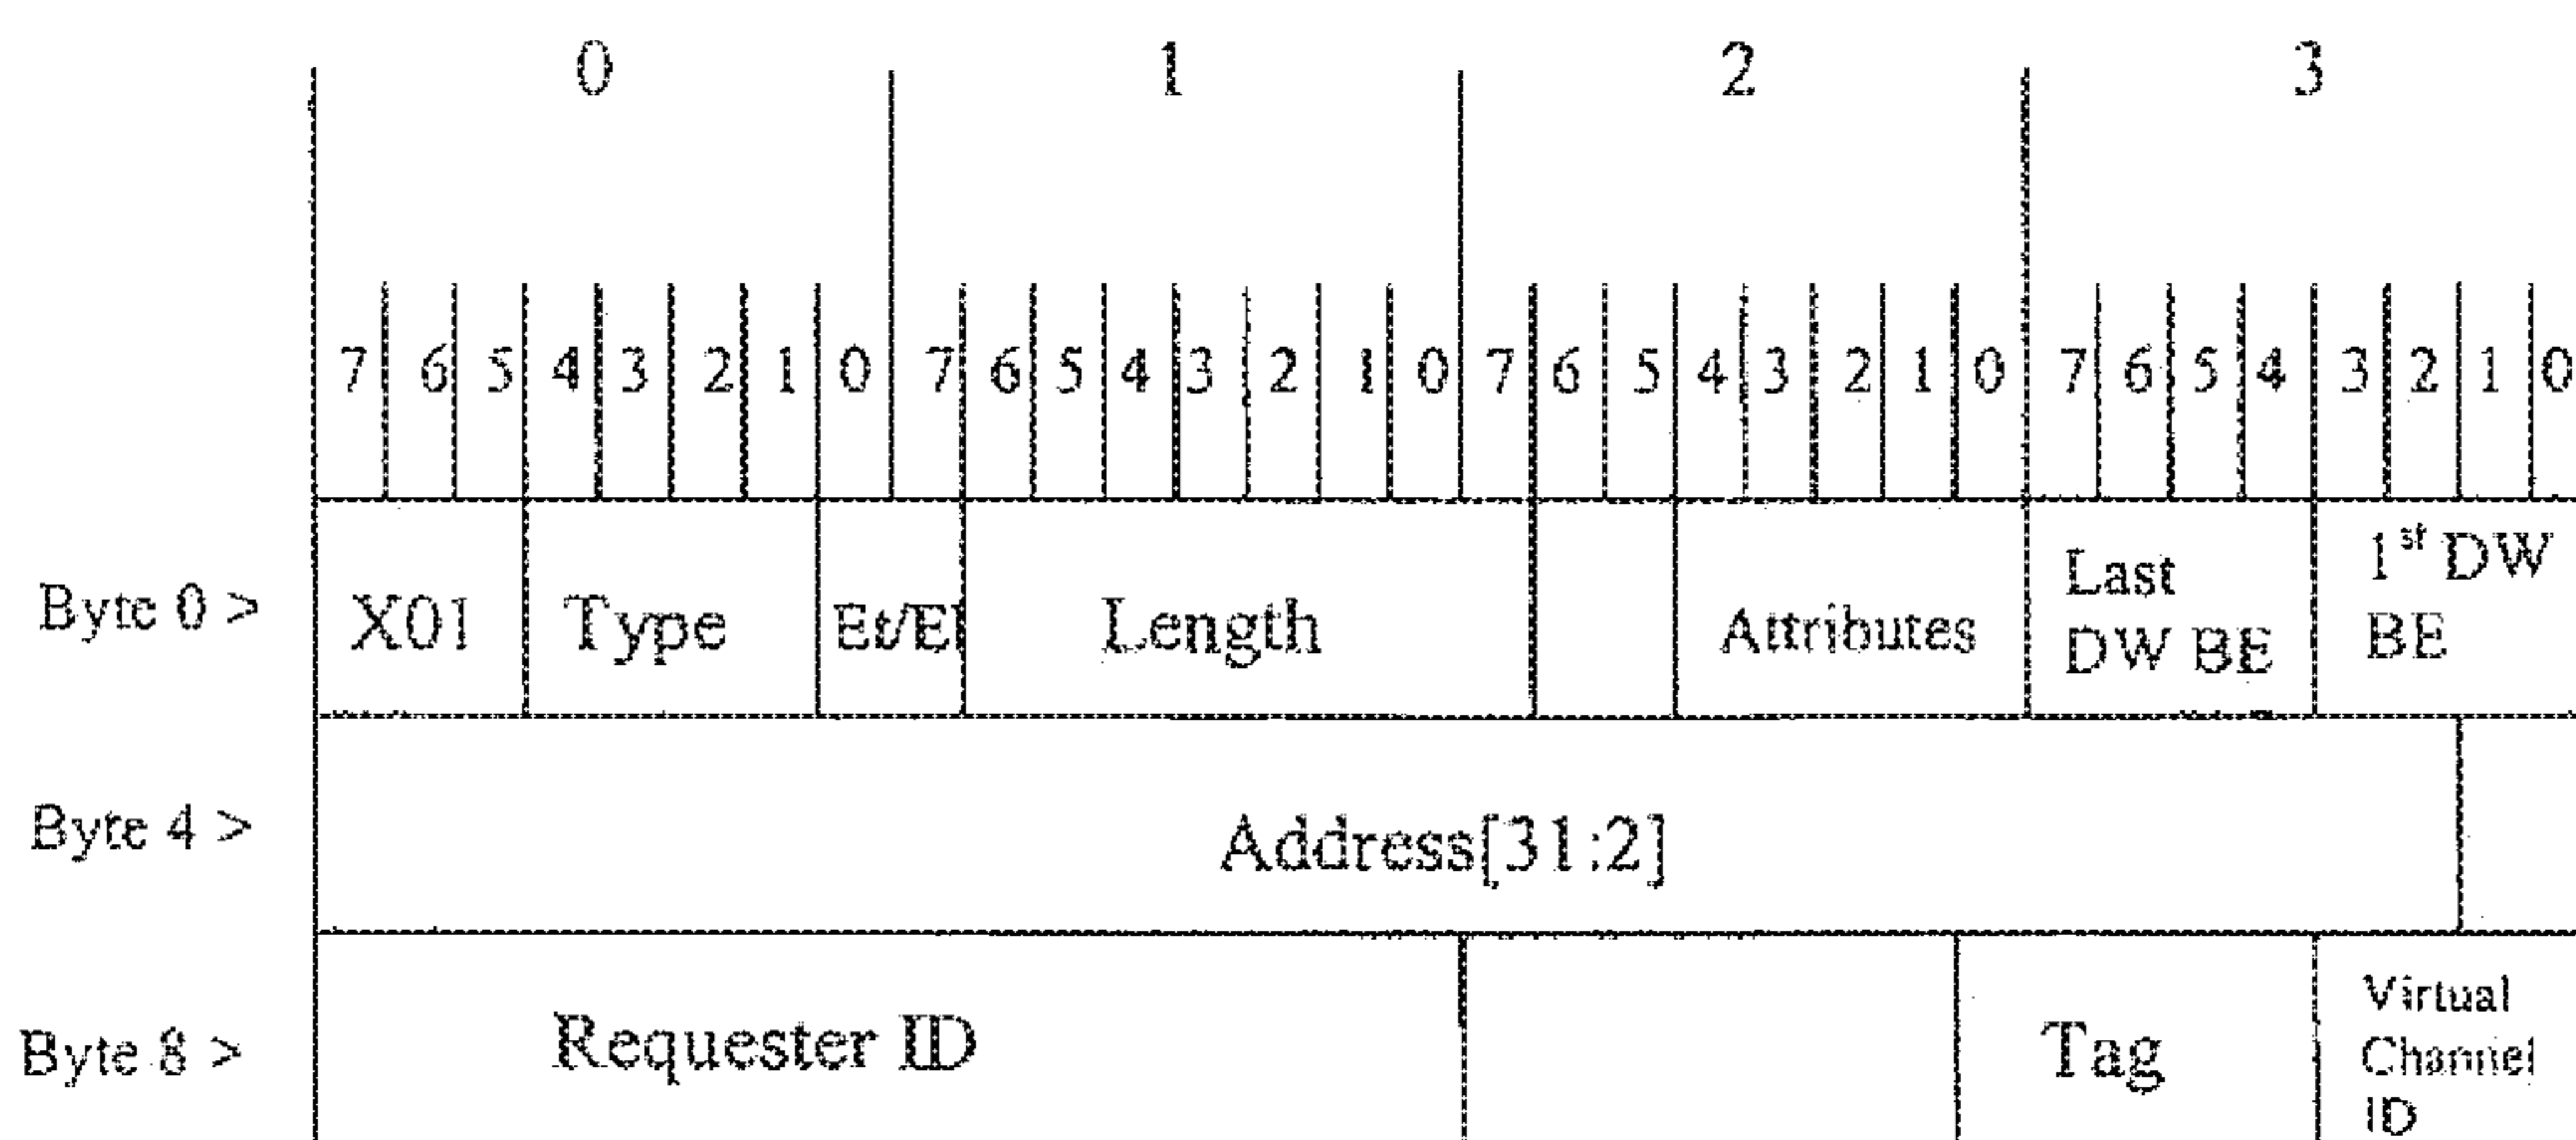 0 1 2 3
7 6 5 4 3 2 1 0 7 6 5 4 3 2 1 0 7 6 5 4 3 2 1 0 7 6 5 4 3 2 1 0
Byte 0 > X01 Type Et/El Length Attributes Last DW BE 1st DW BE
Byte 4 > Address[31:2]
Byte 8 > Requester ID Tag Virtual Channel ID